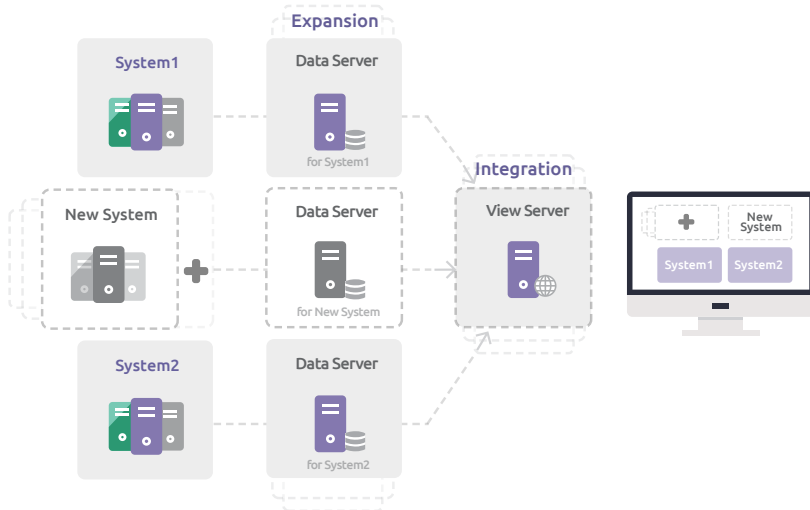 Expansion
System1
Data Server
for System1
New System
Data Server
for New System
System2
Data Server
for System2
Integration
View Server
New
System
System1
System2